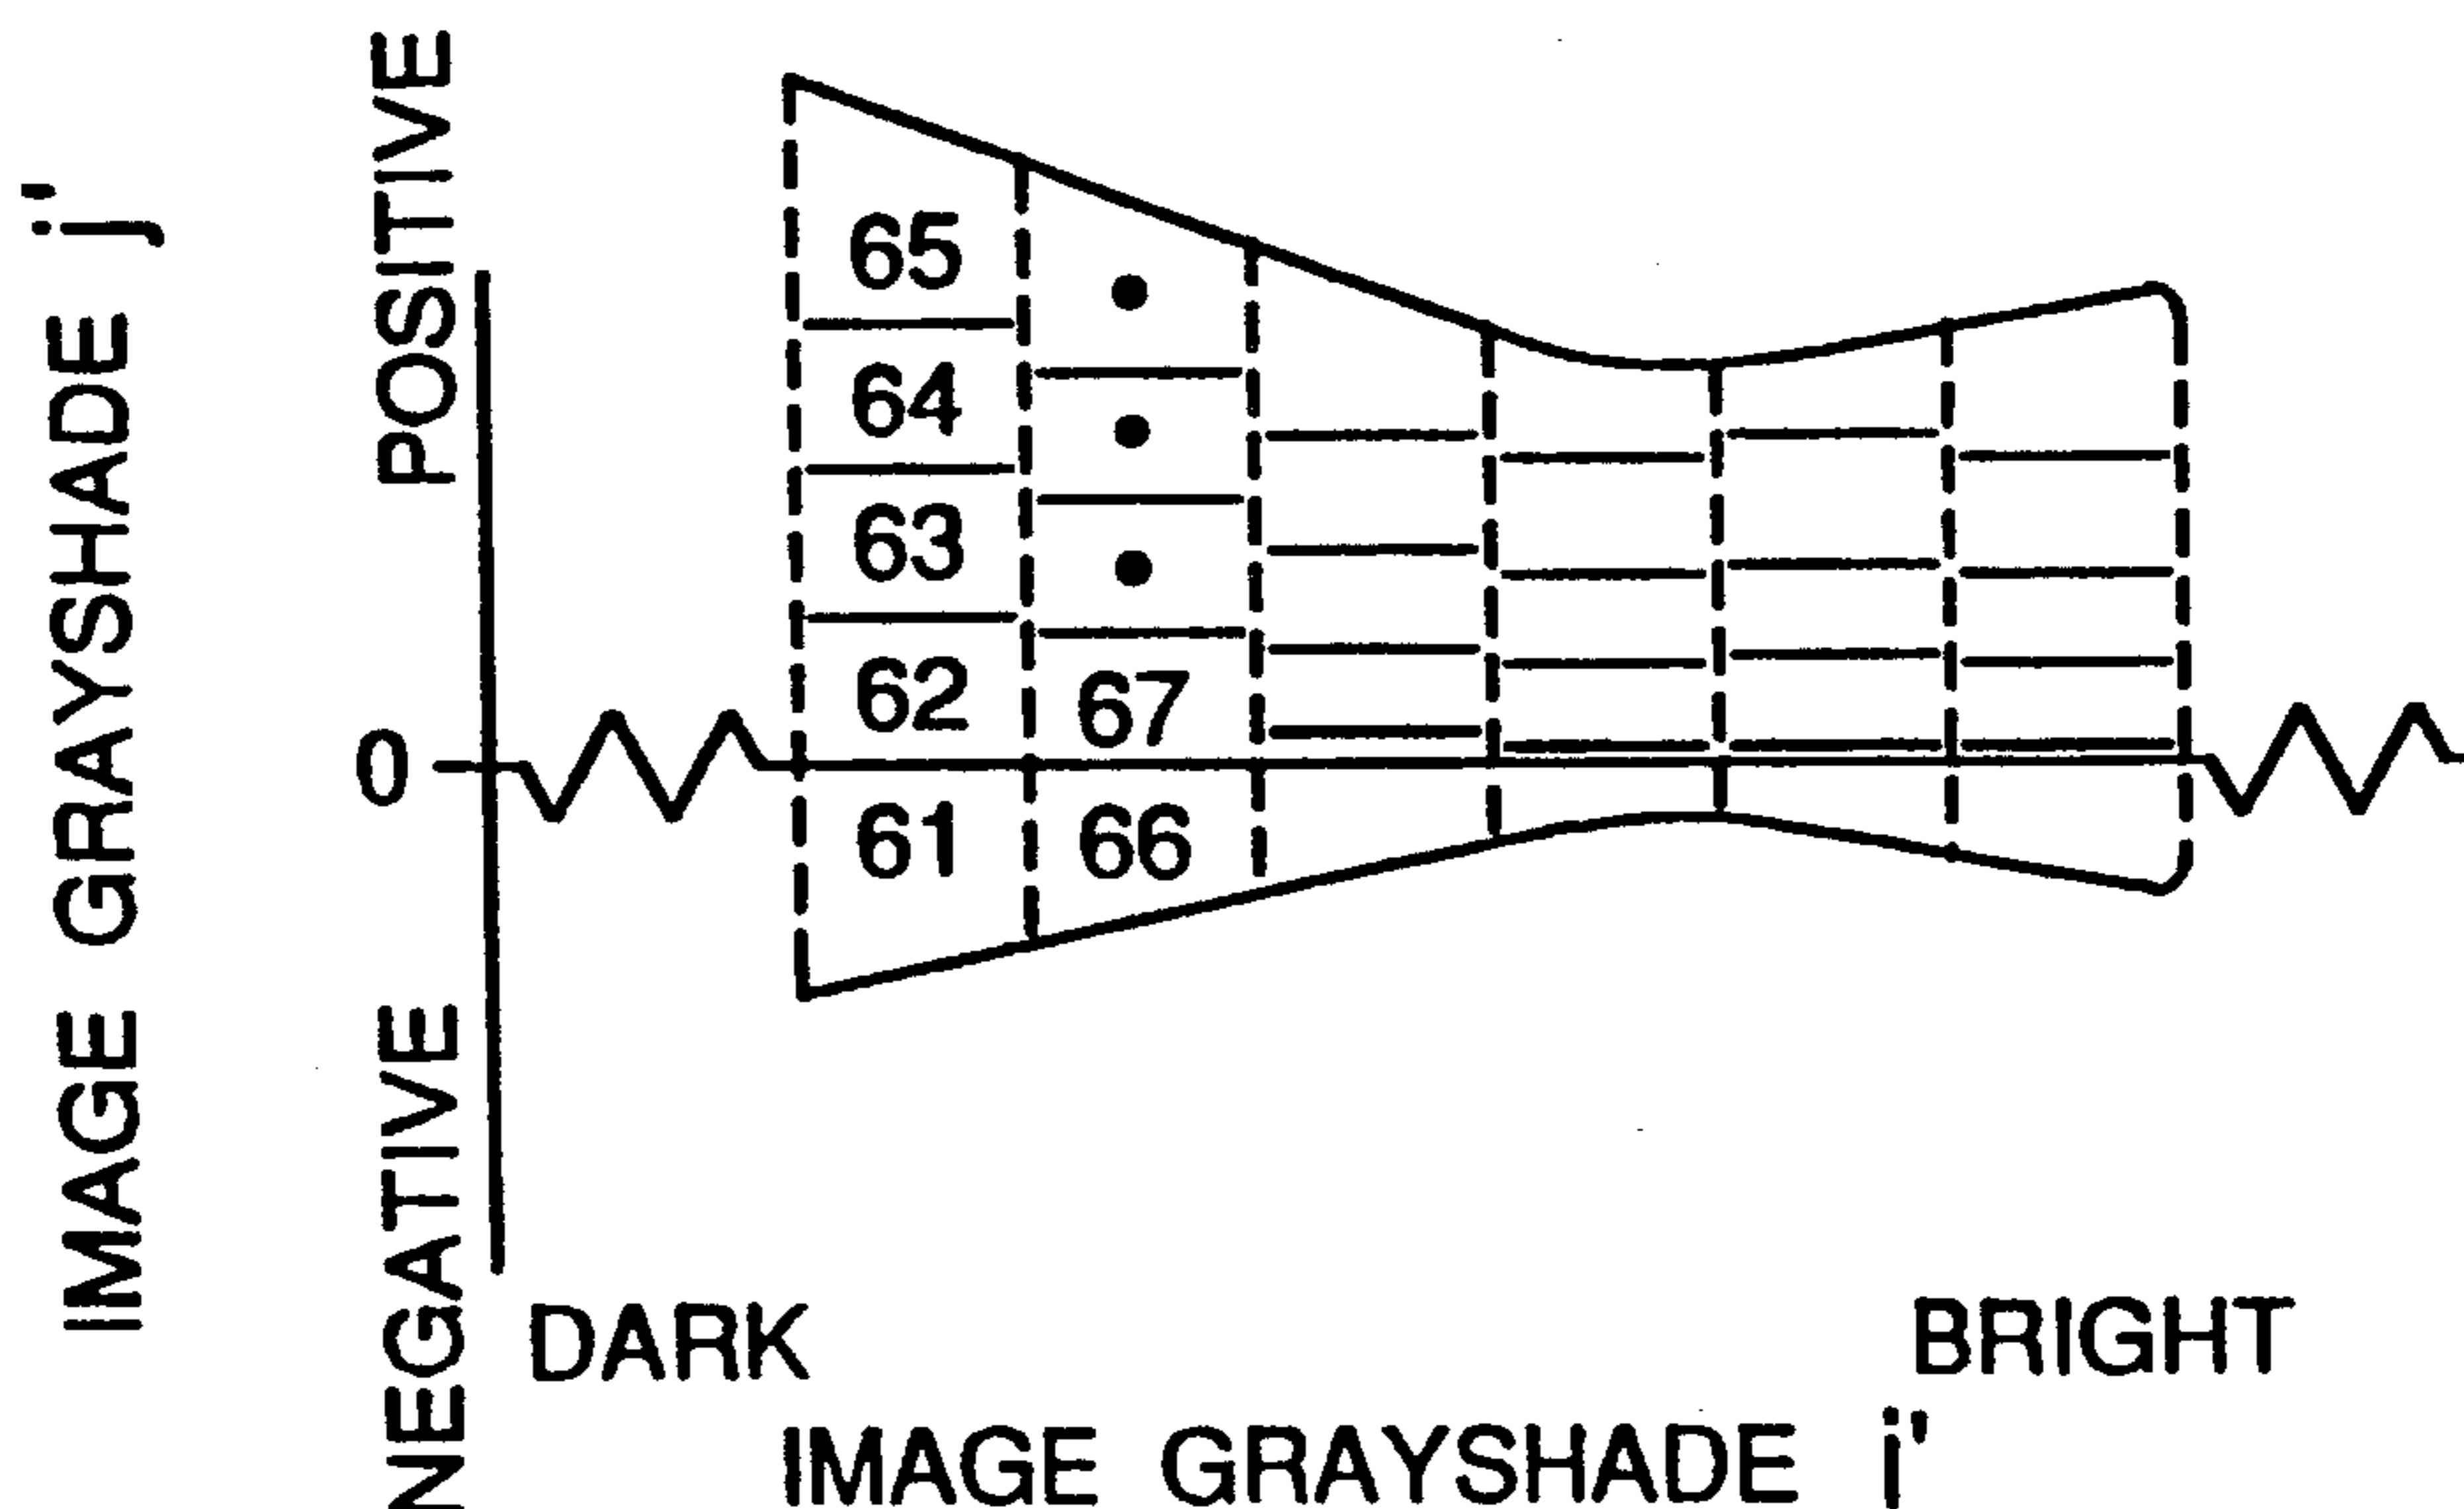 IMAGE GRAYSHADE j'
POSITIVE
0
NEGATIVE
65
64
63
62
67
61
66
DARK
BRIGHT
IMAGE GRAYSHADE i'